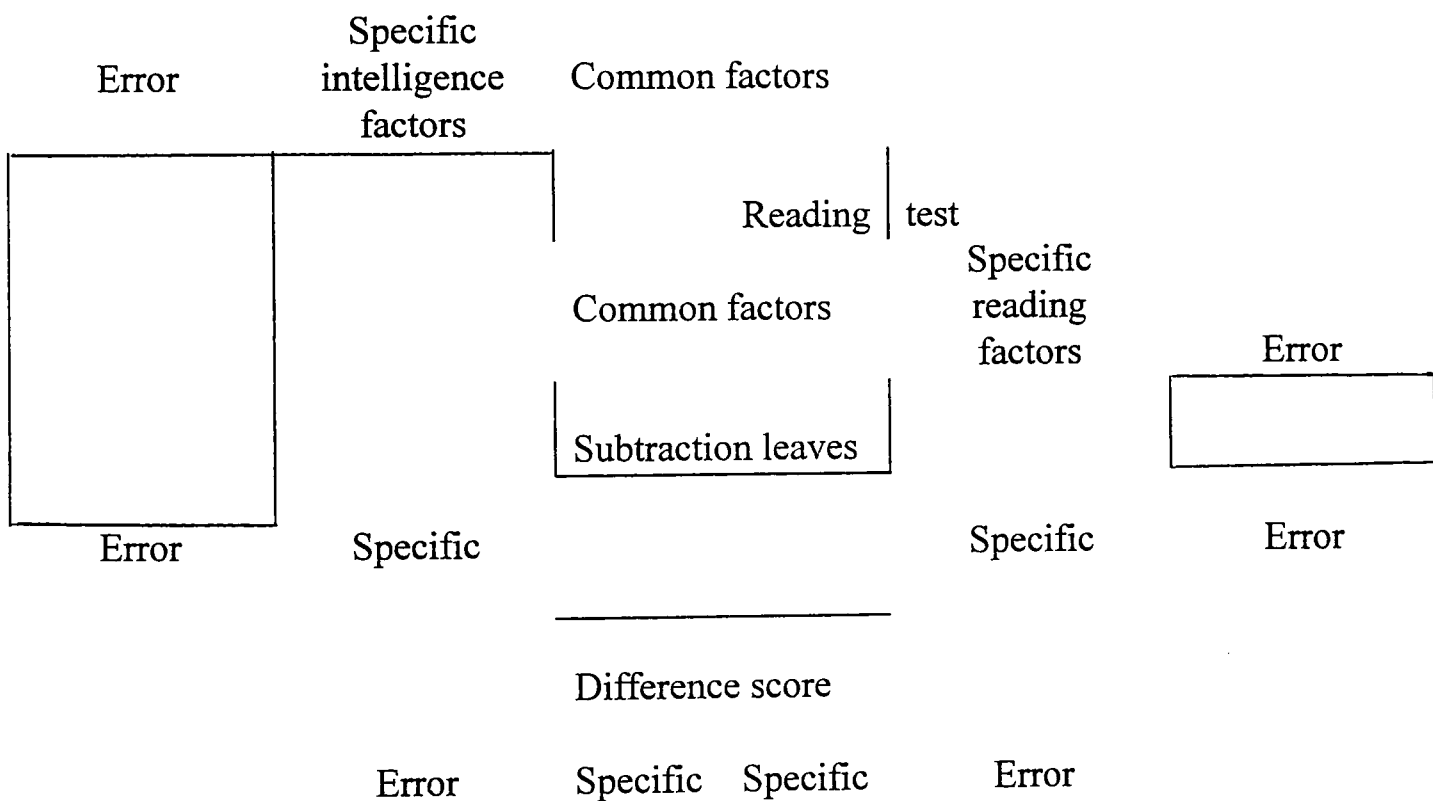 Specific
Error intelligence Common factors
factors
Reading test
Specific
Common factors reading
factors Error
Subtraction leaves
Error Specific Specific Error
Difference score
Error Specific Specific Error